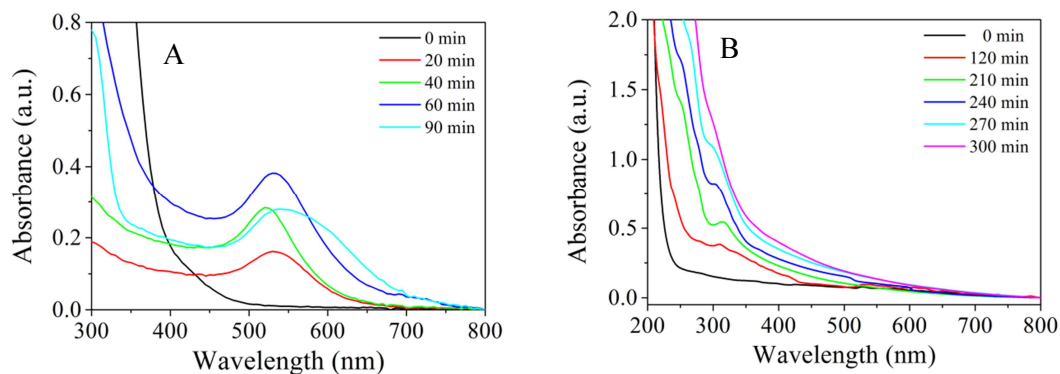 A
0 min
20 min
40 min
60 min
90 min
0.8
0.6
0.4
0.2
0.0
300 400 500 600 700 800
Wavelength (nm)
Absorbance (a.u.)
B
0 min
120 min
210 min
240 min
270 min
300 min
2.0
1.5
1.0
0.5
0.0
200 300 400 500 600 700 800
Wavelength (nm)
Absorbance (a.u.)